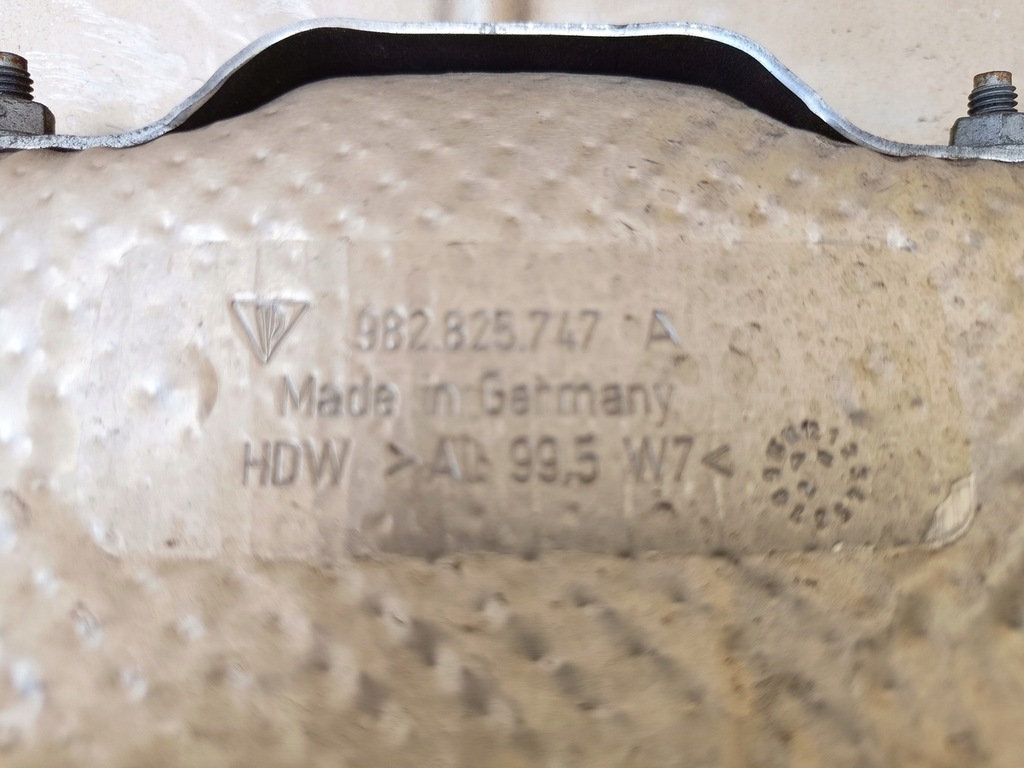 982.825.747 A
Made in Germany
HDW >AL 99,5 W7<